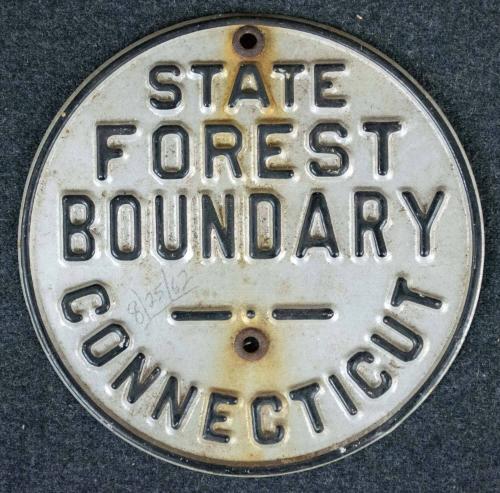 STATE
FOREST
BOUNDARY
8/25/62
CONNECTICUT